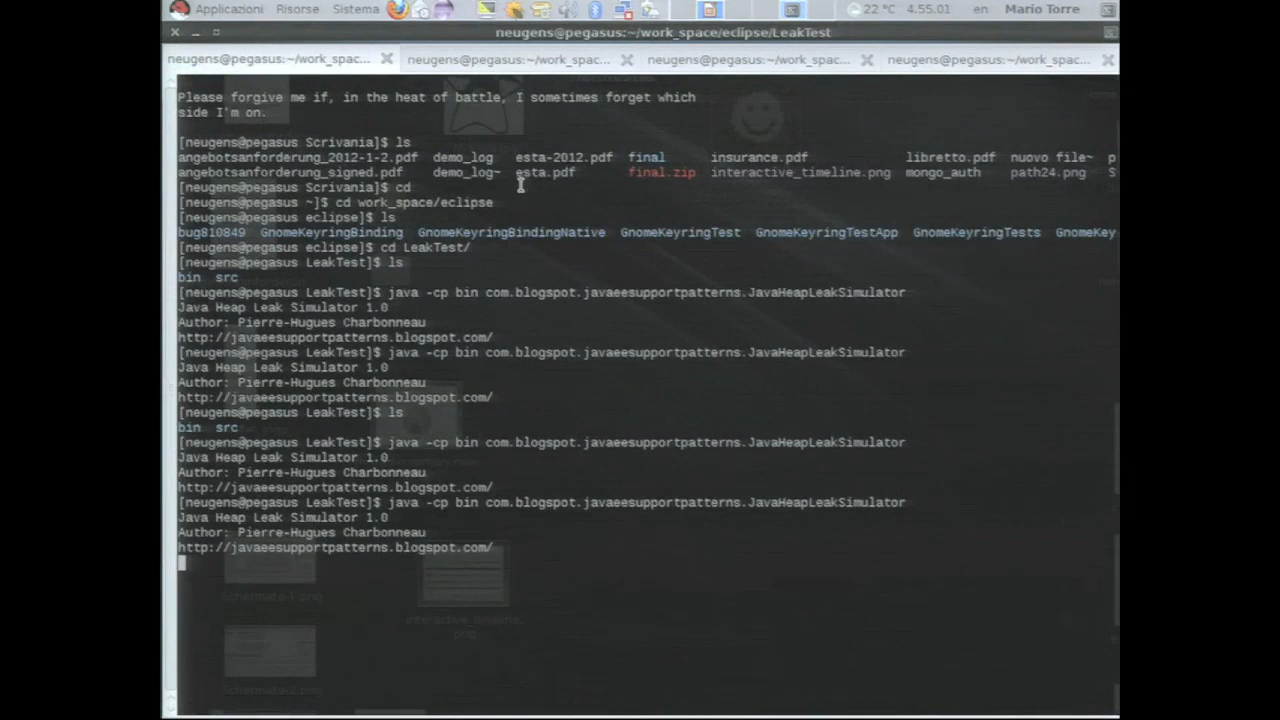 Applicazioni Risorse Sistema 22 °C 4.55.01 en Mario Torre
neugens@pegasus:~/work_space/eclipse/LeakTest
neugens@pegasus:~/work_spac... neugens@pegasus:~/work_spac... neugens@pegasus:~/work_spac... neugens@pegasus:~/work_spac...
Please forgive me if, in the heat of battle, I sometimes forget which
side I'm on.
[neugens@pegasus Scrivania]$ ls
angebotsanforderung_2012-1-2.pdf demo_log esta-2012.pdf final insurance.pdf libretto.pdf nuovo file~ p
angebotsanforderung_signed.pdf demo_log~ esta.pdf final.zip interactive_timeline.png mongo_auth path24.png S
[neugens@pegasus Scrivania]$ cd
[neugens@pegasus ~]$ cd work_space/eclipse
[neugens@pegasus eclipse]$ ls
bug810849 GnomeKeyringBinding GnomeKeyringBindingNative GnomeKeyringTest GnomeKeyringTestApp GnomeKeyringTests GnomeKey
[neugens@pegasus eclipse]$ cd LeakTest/
[neugens@pegasus LeakTest]$ ls
bin src
[neugens@pegasus LeakTest]$ java -cp bin com.blogspot.javaeesupportpatterns.JavaHeapLeakSimulator
Java Heap Leak Simulator 1.0
Author: Pierre-Hugues Charbonneau
http://javaeesupportpatterns.blogspot.com/
[neugens@pegasus LeakTest]$ java -cp bin com.blogspot.javaeesupportpatterns.JavaHeapLeakSimulator
Java Heap Leak Simulator 1.0
Author: Pierre-Hugues Charbonneau
http://javaeesupportpatterns.blogspot.com/
[neugens@pegasus LeakTest]$ ls
bin src
[neugens@pegasus LeakTest]$ java -cp bin com.blogspot.javaeesupportpatterns.JavaHeapLeakSimulator
Java Heap Leak Simulator 1.0
Author: Pierre-Hugues Charbonneau
http://javaeesupportpatterns.blogspot.com/
[neugens@pegasus LeakTest]$ java -cp bin com.blogspot.javaeesupportpatterns.JavaHeapLeakSimulator
Java Heap Leak Simulator 1.0
Author: Pierre-Hugues Charbonneau
http://javaeesupportpatterns.blogspot.com/
Schermata-1.png
interactive_timeline.
png
Schermata-2.png